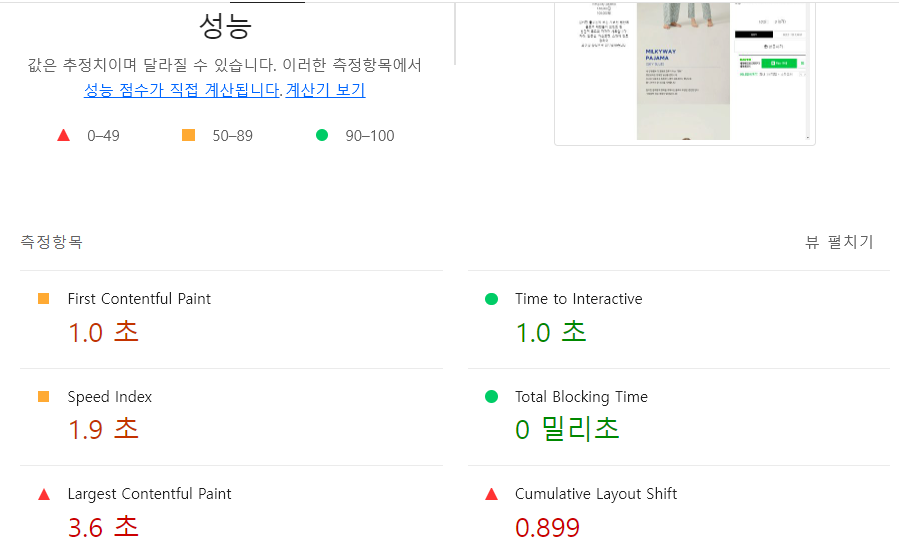 성능
값은 추정치이며 달라질 수 있습니다. 이러한 측정항목에서
성능 점수가 직접 계산됩니다. 계산기 보기
0–49
50–89
90–100
MILKYWAY
PAJAMA
측정항목
뷰 펼치기
First Contentful Paint
1.0 초
Time to Interactive
1.0 초
Speed Index
1.9 초
Total Blocking Time
0 밀리초
Largest Contentful Paint
3.6 초
Cumulative Layout Shift
0.899